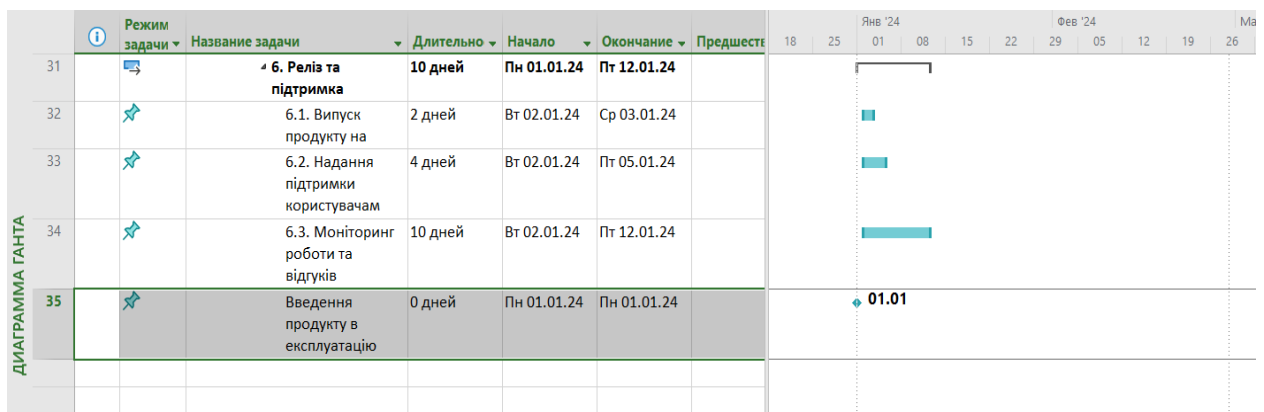 Режим задачи Название задачи Длительно Начало Окончание Предшеств
31 6. Реліз та підтримка 10 дней Пн 01.01.24 Пт 12.01.24
32 6.1. Випуск продукту на 2 дней Вт 02.01.24 Ср 03.01.24
33 6.2. Надання підтримки користувачам 4 дней Вт 02.01.24 Пт 05.01.24
34 6.3. Моніторинг роботи та відгуків 10 дней Вт 02.01.24 Пт 12.01.24
35 Введення продукту в експлуатацію 0 дней Пн 01.01.24 Пн 01.01.24
ДИАГРАММА ГАНТА
Янв '24 Фев '24 Ма
18 25 01 08 15 22 29 05 12 19 26
01.01